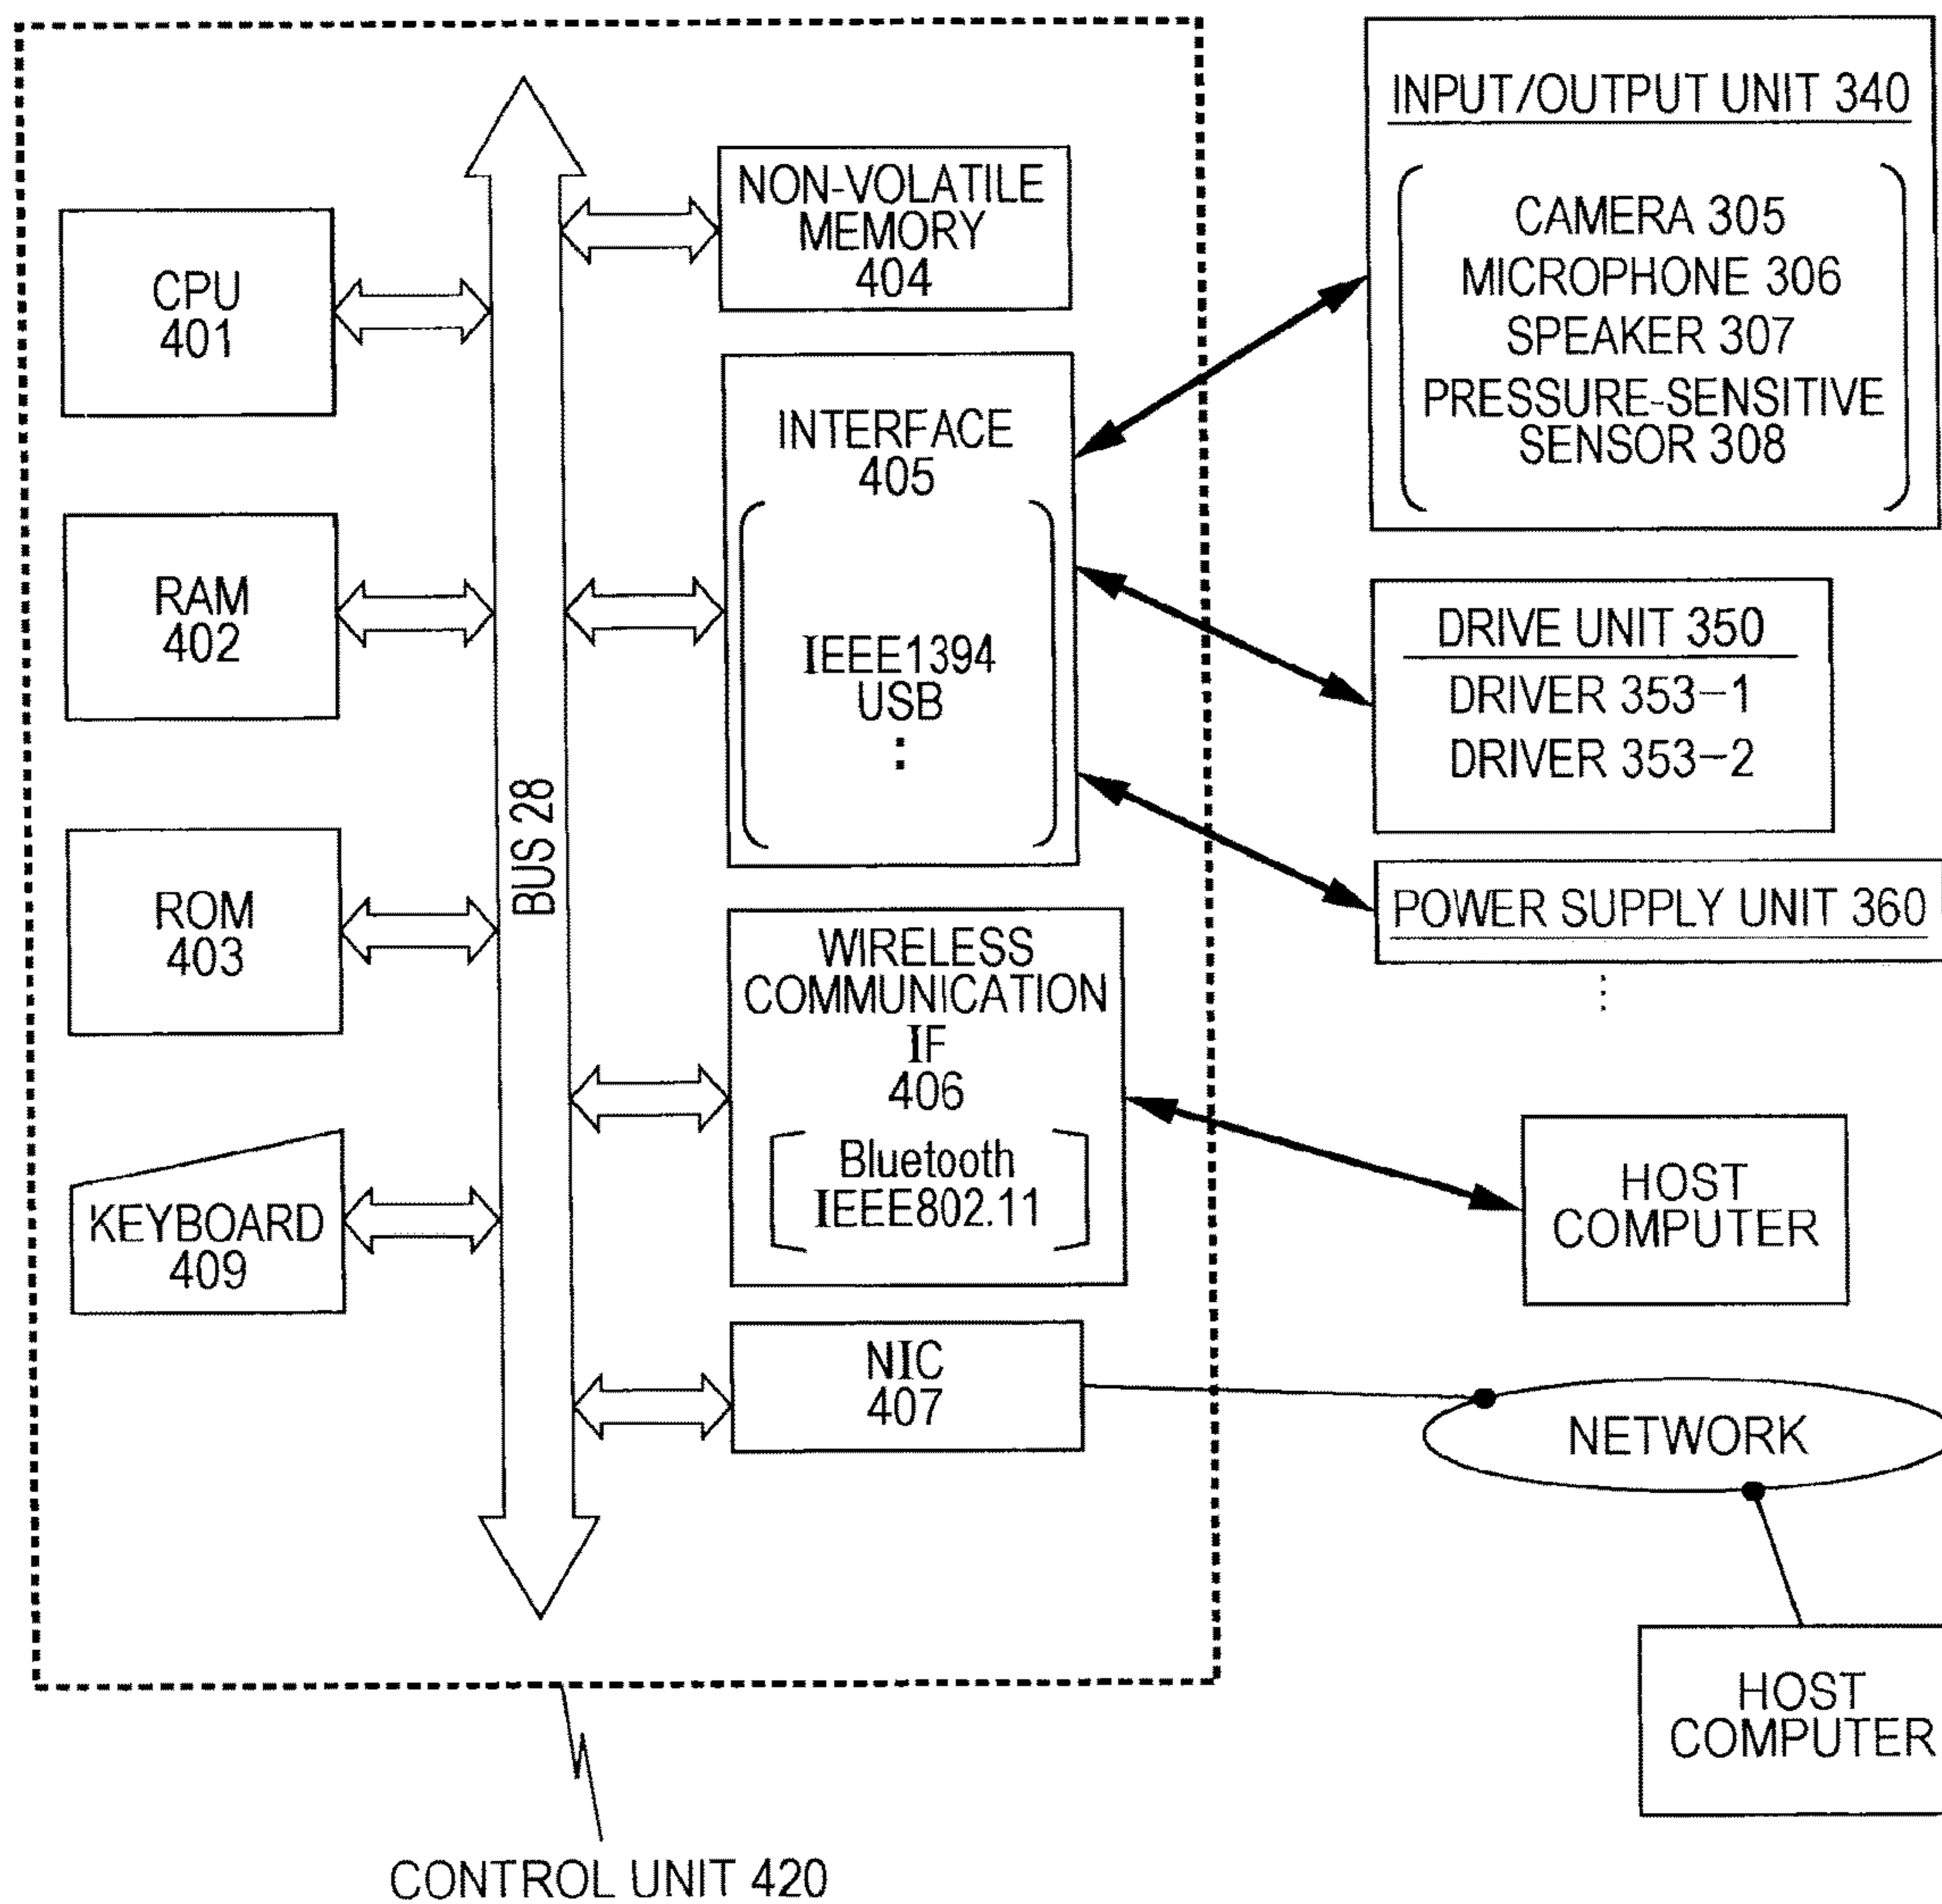 CPU
401
RAM
402
ROM
403
KEYBOARD
409
BUS 28
NON-VOLATILE
MEMORY
404
INTERFACE
405
IEEE1394
USB
WIRELESS
COMMUNICATION
IF
406
Bluetooth
IEEE802.11
NIC
407
INPUT/OUTPUT UNIT 340
CAMERA 305
MICROPHONE 306
SPEAKER 307
PRESSURE-SENSITIVE
SENSOR 308
DRIVE UNIT 350
DRIVER 353-1
DRIVER 353-2
POWER SUPPLY UNIT 360
HOST
COMPUTER
NETWORK
HOST
COMPUTER
CONTROL UNIT 420